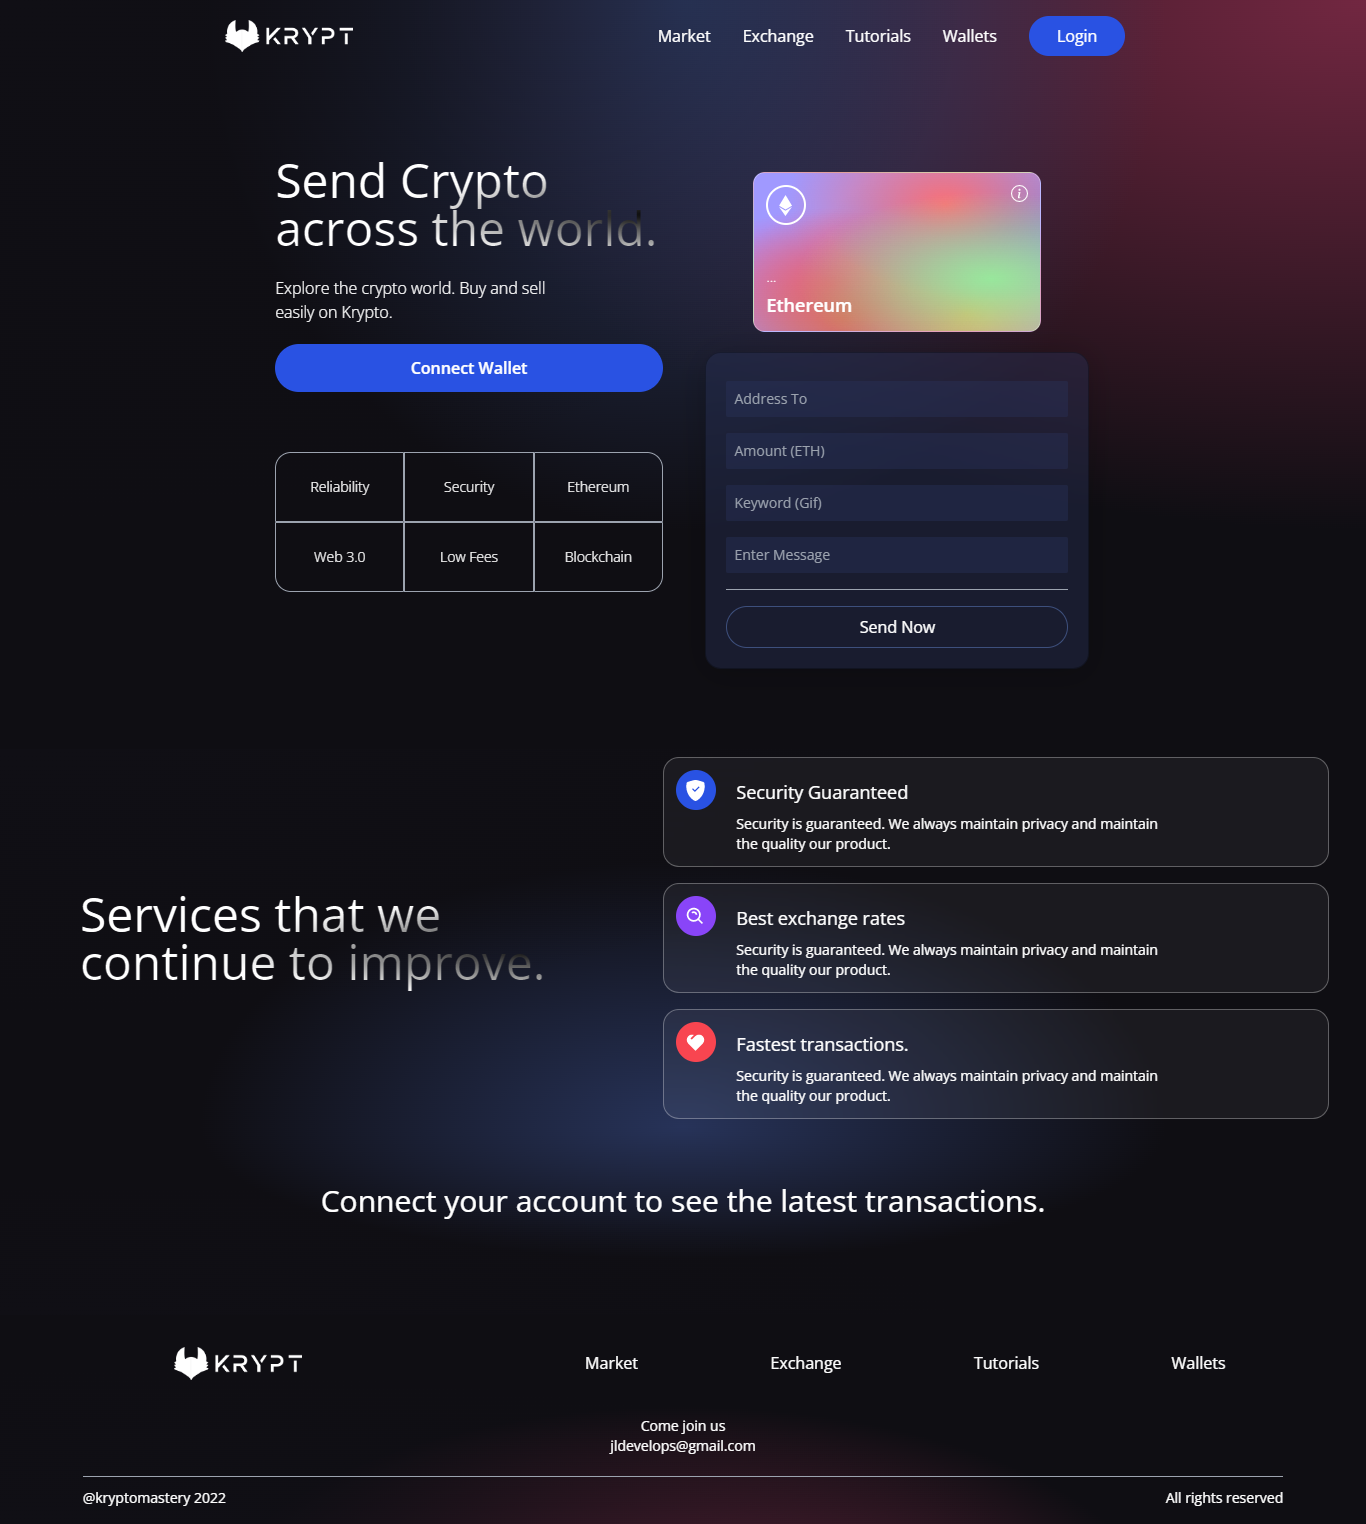 KRYPT
Market
Exchange
Tutorials
Wallets
Login
Send Crypto
across the world.
Explore the crypto world. Buy and sell
easily on Krypto.
Connect Wallet
Reliability
Security
Ethereum
Web 3.0
Low Fees
Blockchain
...
Ethereum
Address To
Amount (ETH)
Keyword (Gif)
Enter Message
Send Now
Services that we
continue to improve.
Security Guaranteed
Security is guaranteed. We always maintain privacy and maintain
the quality our product.
Best exchange rates
Security is guaranteed. We always maintain privacy and maintain
the quality our product.
Fastest transactions.
Security is guaranteed. We always maintain privacy and maintain
the quality our product.
Connect your account to see the latest transactions.
KRYPT
Market
Exchange
Tutorials
Wallets
Come join us
jldevelops@gmail.com
@kryptomastery 2022
All rights reserved